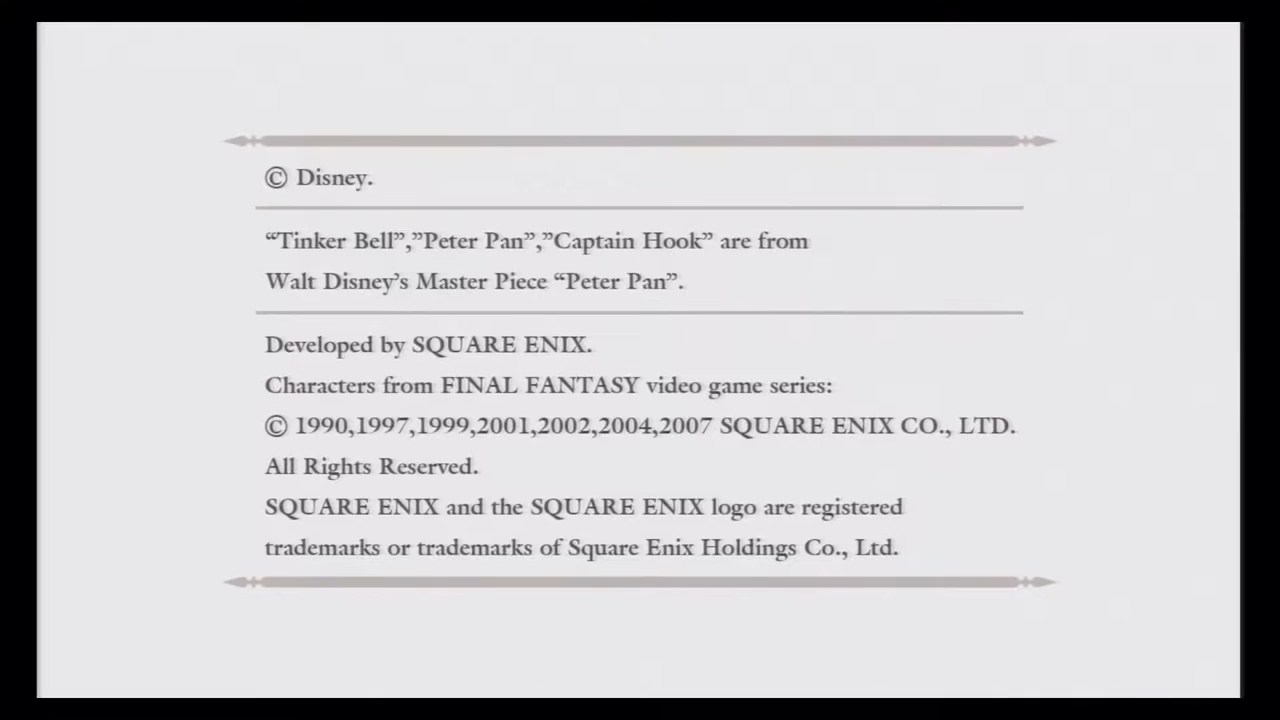 © Disney.
“Tinker Bell”,”Peter Pan”,”Captain Hook” are from
Walt Disney’s Master Piece “Peter Pan”.
Developed by SQUARE ENIX.
Characters from FINAL FANTASY video game series:
© 1990,1997,1999,2001,2002,2004,2007 SQUARE ENIX CO., LTD.
All Rights Reserved.
SQUARE ENIX and the SQUARE ENIX logo are registered
trademarks or trademarks of Square Enix Holdings Co., Ltd.